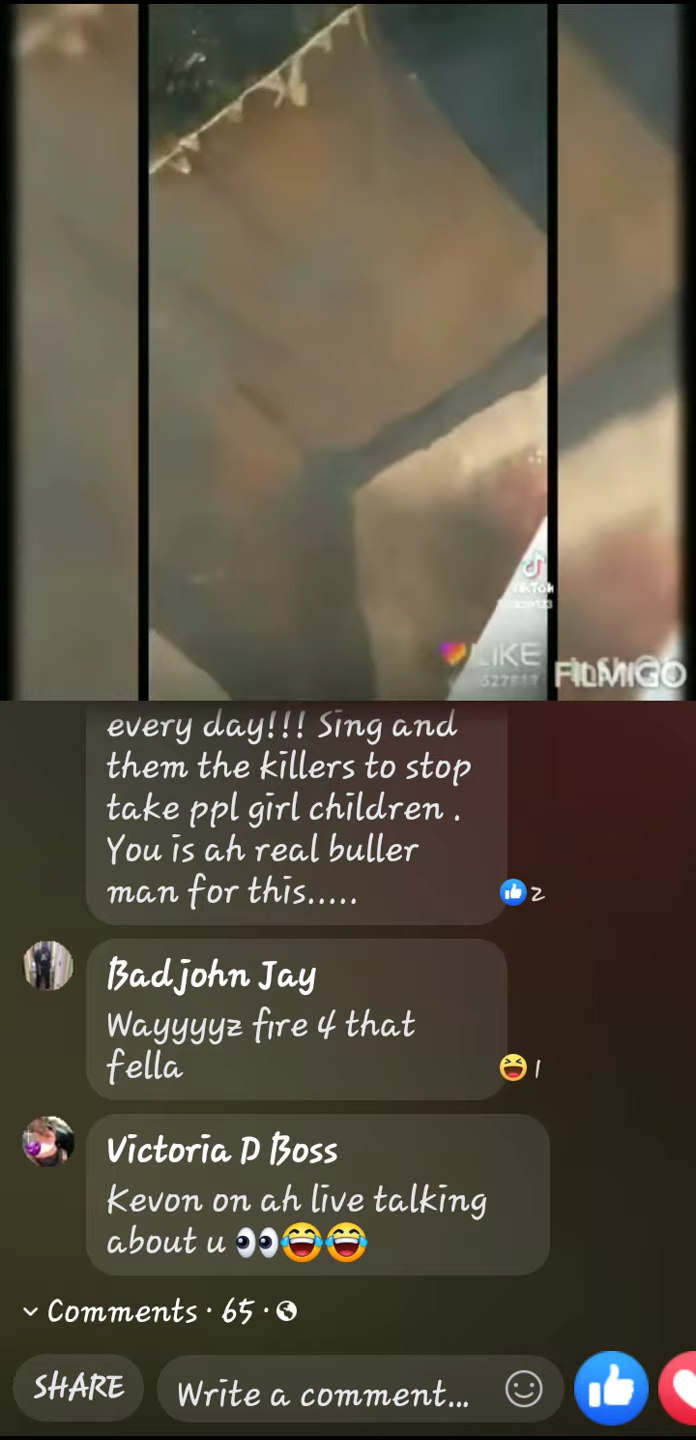 TikTok
LIKE
527817
FILMIGO
every day!!! Sing and
them the killers to stop
take ppl girl children .
You is ah real buller
man for this.....
2
Badjohn Jay
Wayyyyz fire 4 that
fella
1
Victoria D Boss
Kevon on ah live talking
about u 👀😂😂
Comments · 65 ·
SHARE
Write a comment...